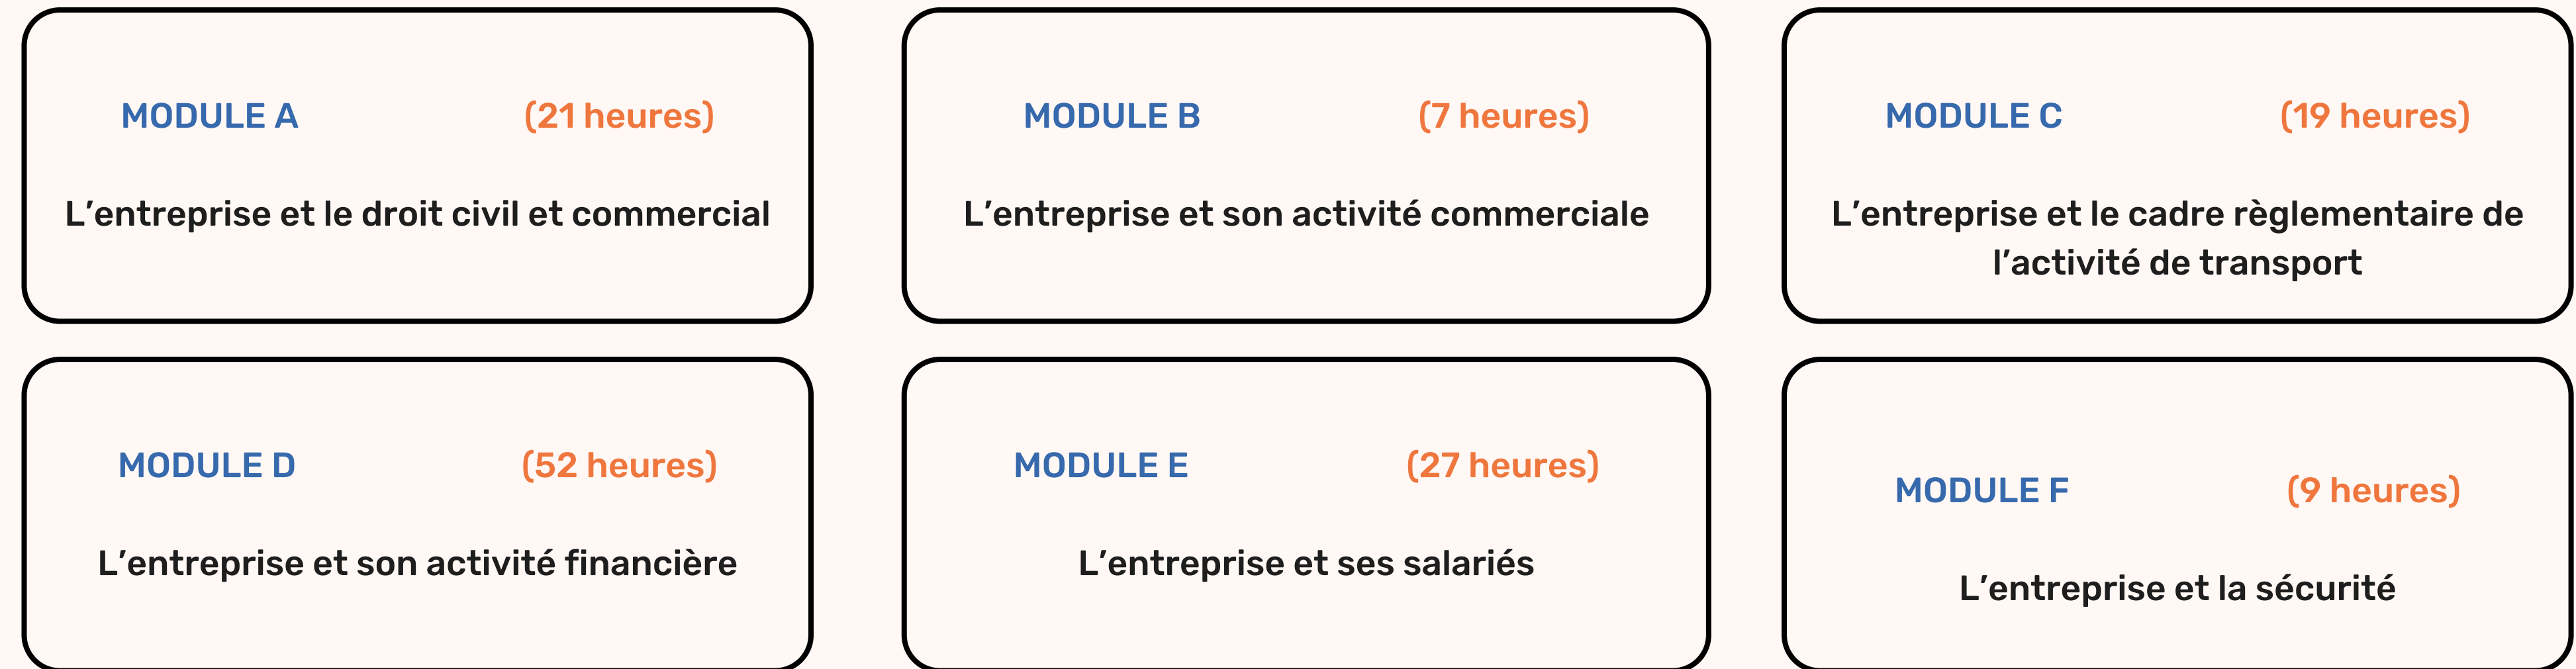 MODULE A (21 heures)
L’entreprise et le droit civil et commercial
MODULE B (7 heures)
L’entreprise et son activité commerciale
MODULE C (19 heures)
L’entreprise et le cadre règlementaire de
l’activité de transport
MODULE D (52 heures)
L’entreprise et son activité financière
MODULE E (27 heures)
L’entreprise et ses salariés
MODULE F (9 heures)
L’entreprise et la sécurité